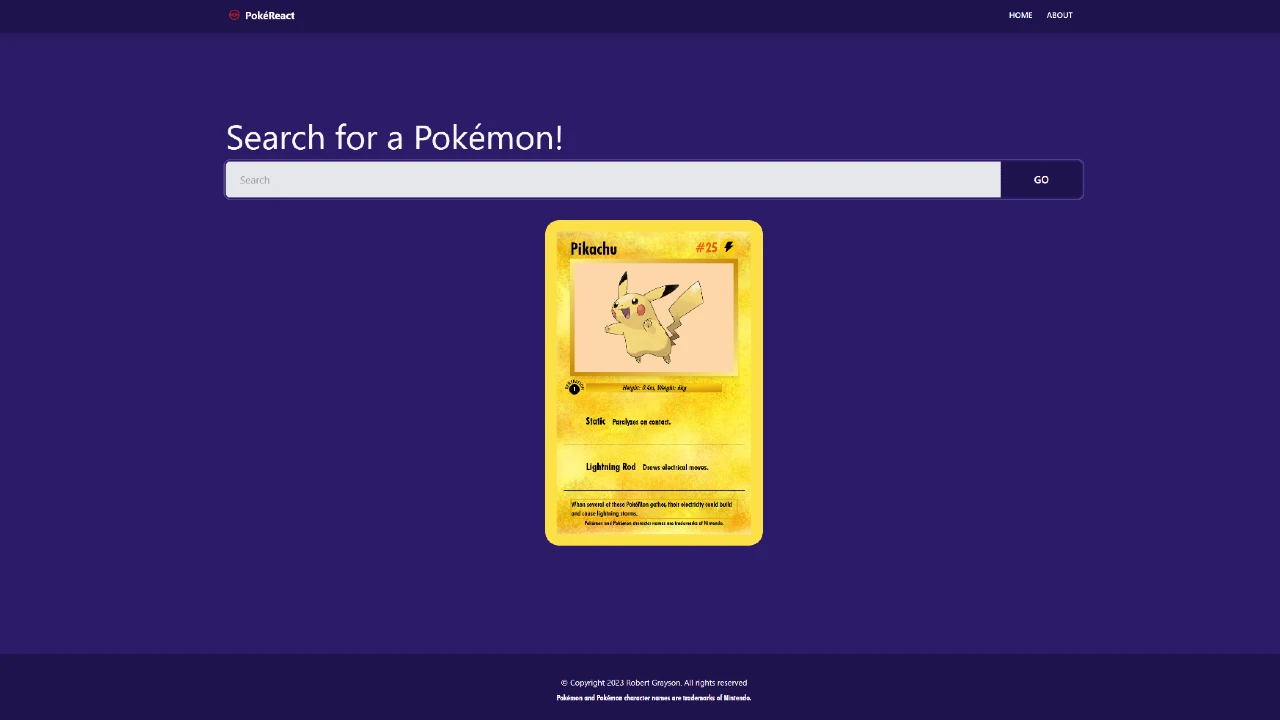 PokéReact
HOME ABOUT
Search for a Pokémon!
Search
GO
Pikachu
#25
Height: 0.4m, Weight: 6kg
1
Static Paralyzes on contact.
Lightning Rod Draws electrical moves.
When several of these Pokémon gather, their electricity could build
and cause lightning storms.
Pokémon and Pokémon character names are trademarks of Nintendo.
© Copyright 2023 Robert Grayson. All rights reserved
Pokémon and Pokémon character names are trademarks of Nintendo.